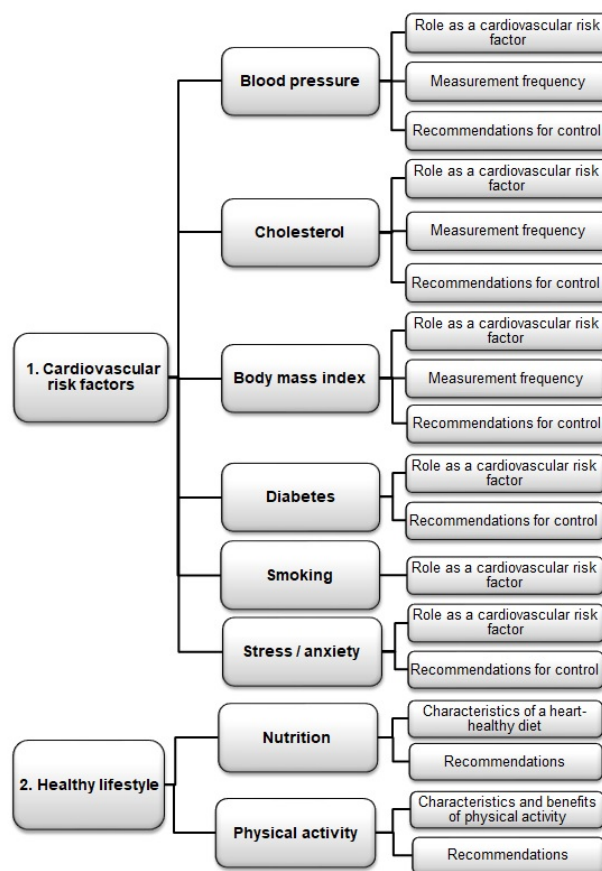 1. Cardiovascular
risk factors
Blood pressure
Role as a cardiovascular risk
factor
Measurement frequency
Recommendations for control
Cholesterol
Role as a cardiovascular risk
factor
Measurement frequency
Recommendations for control
Body mass index
Role as a cardiovascular risk
factor
Measurement frequency
Recommendations for control
Diabetes
Role as a cardiovascular risk
factor
Recommendations for control
Smoking
Role as a cardiovascular risk
factor
Stress / anxiety
Role as a cardiovascular risk
factor
Recommendations for control
2. Healthy lifestyle
Nutrition
Characteristics of a heart-
healthy diet
Recommendations
Physical activity
Characteristics and benefits
of physical activity
Recommendations